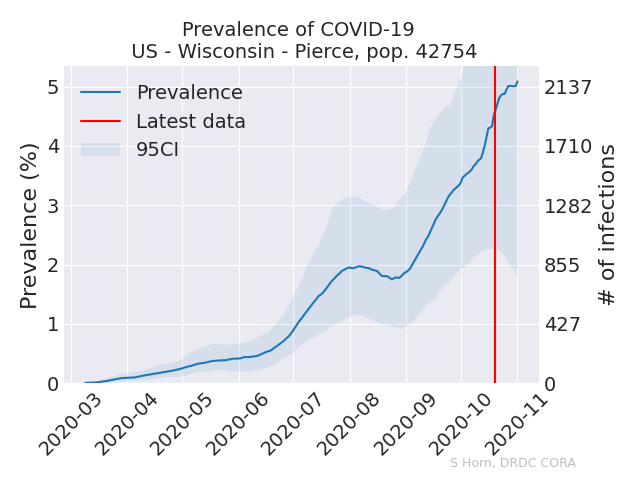 Prevalence of COVID-19
US - Wisconsin - Pierce, pop. 42754
Prevalence
Latest data
95CI
Prevalence (%)
5
4
3
2
1
0
2137
1710
1282
855
427
0
# of infections
2020-03
2020-04
2020-05
2020-06
2020-07
2020-08
2020-09
2020-10
2020-11
S Horn, DRDC CORA